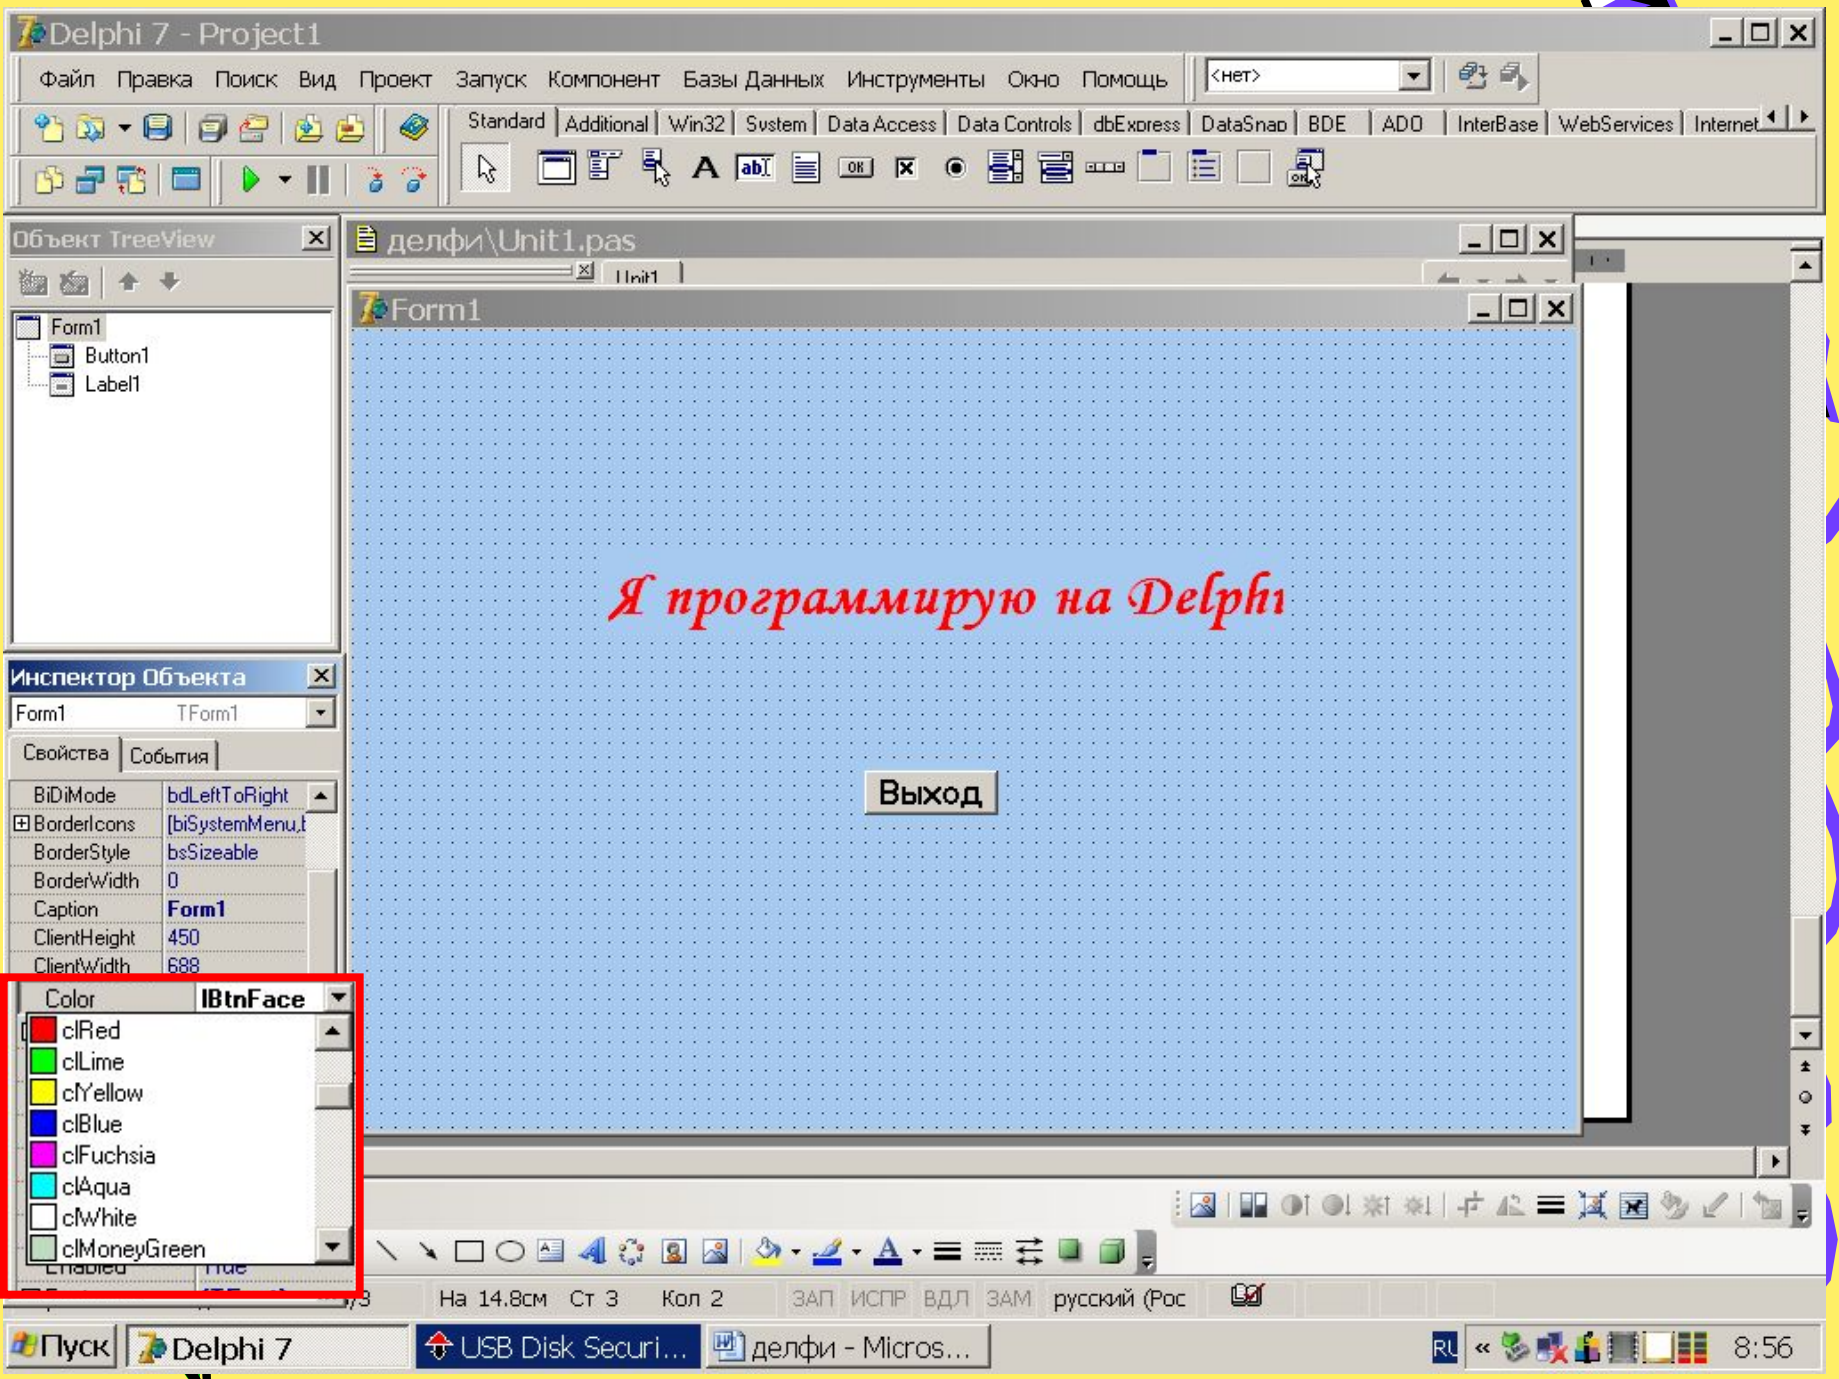 Delphi 7 - Project1
Файл Правка Поиск Вид Проект Запуск Компонент Базы Данных Инструменты Окно Помощь <нет>
Standard Additional Win32 System Data Access Data Controls dbExpress DataSnap BDE ADO InterBase WebServices Internet
Объект TreeView
делфи\Unit1.pas
Unit1
Form1
Form1
Button1
Label1
Я программирую на Delphi
Выход
Инспектор Объекта
Form1 TForm1
Свойства События
BiDiMode bdLeftToRight
BorderIcons [biSystemMenu,
BorderStyle bsSizeable
BorderWidth 0
Caption Form1
ClientHeight 450
ClientWidth 688
Color lBtnFace
clRed
clLime
clYellow
clBlue
clFuchsia
clAqua
clWhite
clMoneyGreen
Enabled True
На 14.8см Ст 3 Кол 2 ЗАП ИСПР ВДЛ ЗАМ русский (Рос
Пуск Delphi 7 USB Disk Securi... делфи - Micros... RU « 8:56